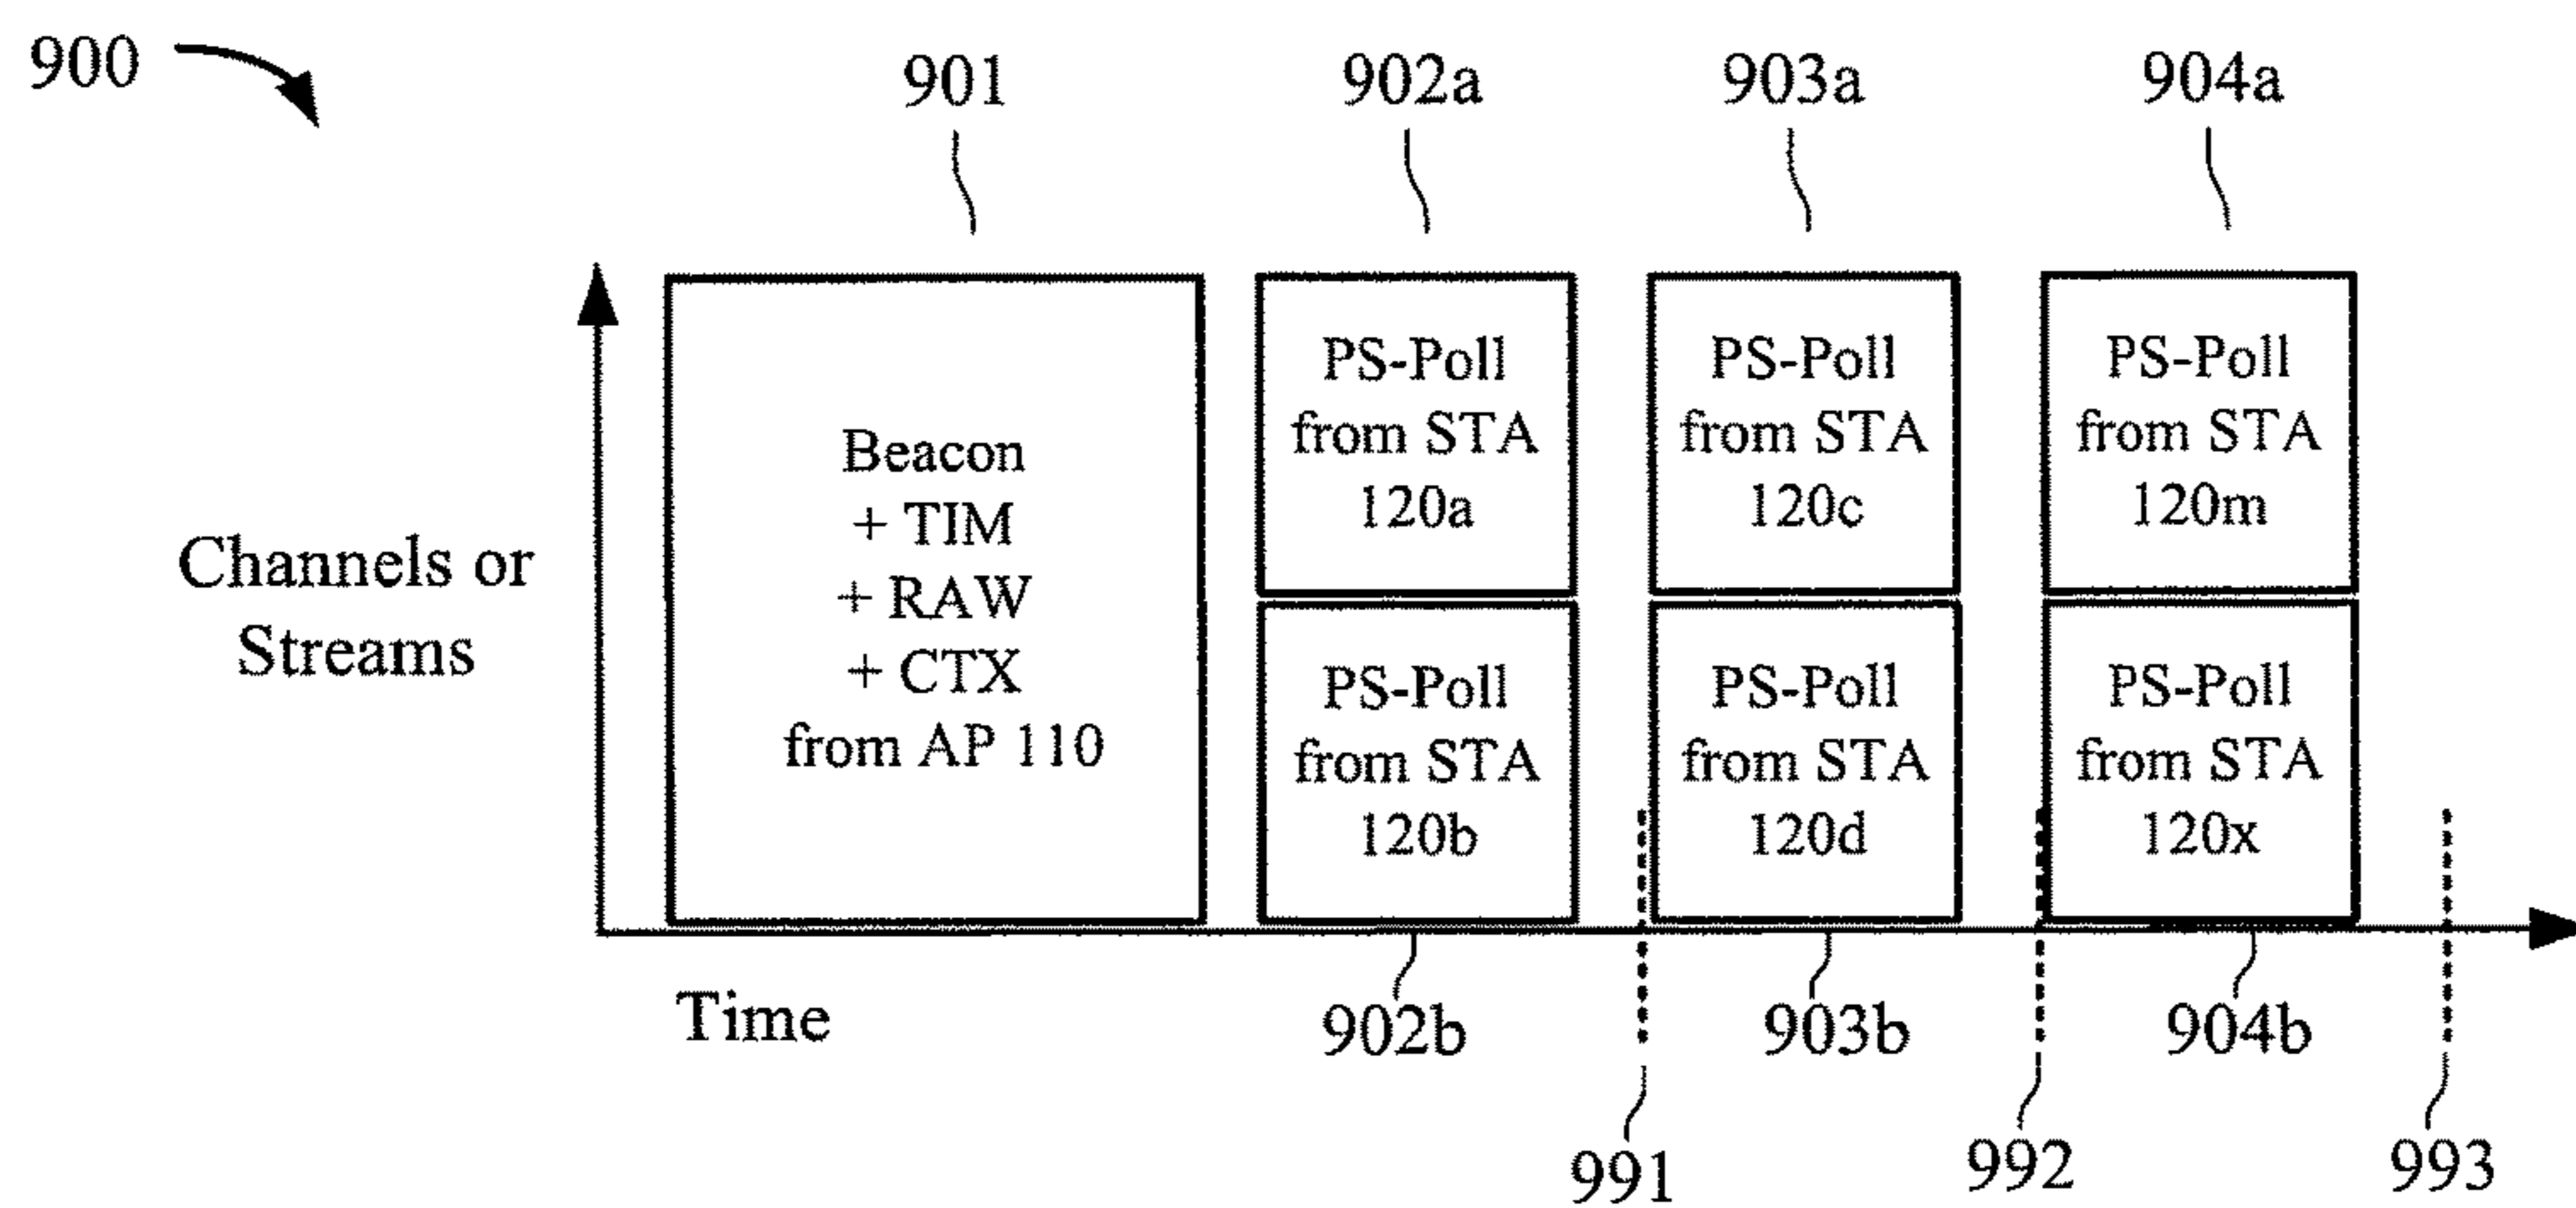 900
901
902a
903a
904a
Channels or
Streams
Beacon
+ TIM
+ RAW
+ CTX
from AP 110
PS-Poll
from STA
120a
PS-Poll
from STA
120c
PS-Poll
from STA
120m
PS-Poll
from STA
120b
PS-Poll
from STA
120d
PS-Poll
from STA
120x
Time
902b
903b
904b
991
992
993